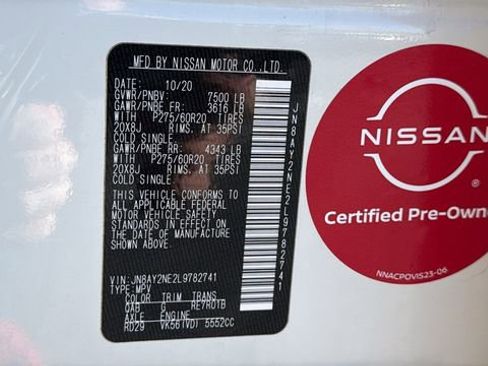 MFD BY NISSAN MOTOR CO.,LTD.
DATE: 10/20
GVWR/PNBV: 7500 LB
GAWR/PNBE FR: 3616 LB
WITH P275/60R20 TIRES
20X8J RIMS, AT 35PSI
COLD SINGLE
GAWR/PNBE RR: 4343 LB
WITH P275/60R20 TIRES
20X8J RIMS, AT 35PSI
COLD SINGLE
THIS VEHICLE CONFORMS TO
ALL APPLICABLE FEDERAL
MOTOR VEHICLE SAFETY
STANDARDS IN EFFECT ON
THE DATE OF MANUFACTURE
SHOWN ABOVE.
VIN: JN8AY2NE2L9782741
TYPE: MPV
COLOR TRIM TRANS
QAB G RE7R01B
AXLE ENGINE
RD29 VK56(VD) 5552CC
JN8AY2NE2L9782741
NISSAN
®
Certified Pre-Owne
NNACPOVIS23-06